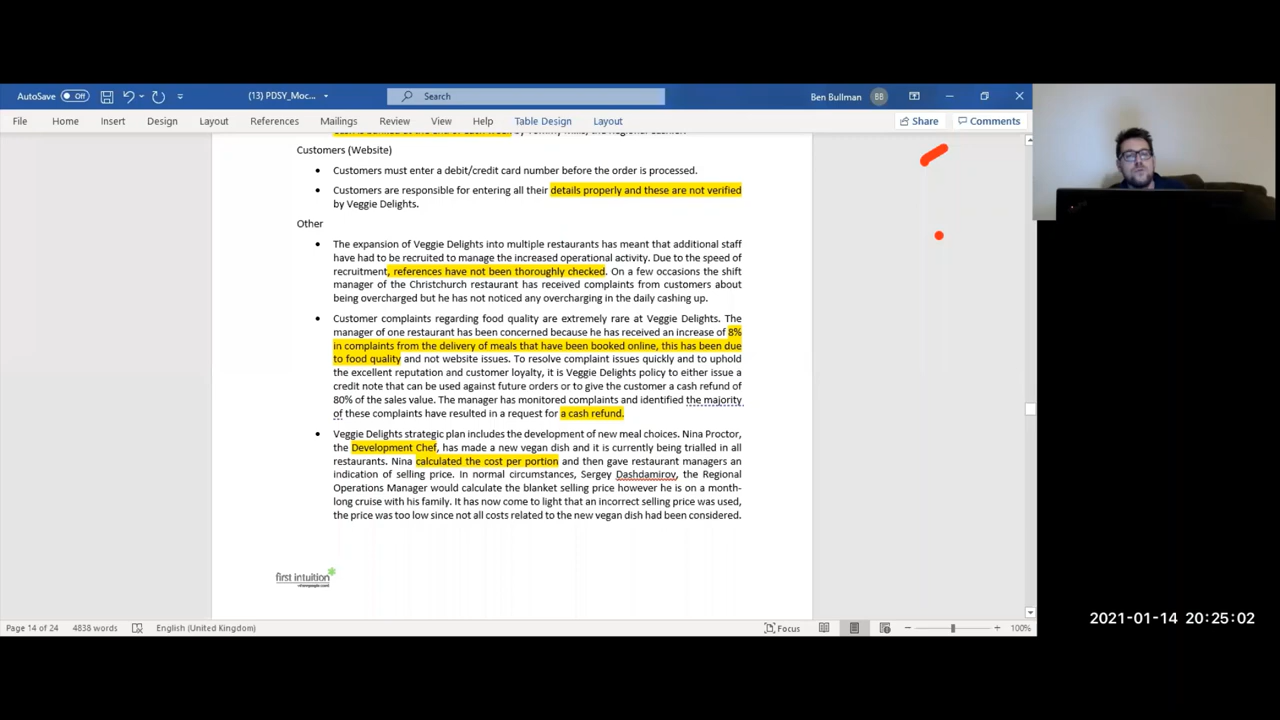 AutoSave Off (13) PDSY_Moc... Search Ben Bullman BB
File Home Insert Design Layout References Mailings Review View Help Table Design Layout Share Comments
Customers (Website)
• Customers must enter a debit/credit card number before the order is processed.
• Customers are responsible for entering all their details properly and these are not verified
by Veggie Delights.
Other
• The expansion of Veggie Delights into multiple restaurants has meant that additional staff
have had to be recruited to manage the increased operational activity. Due to the speed of
recruitment, references have not been thoroughly checked. On a few occasions the shift
manager of the Christchurch restaurant has received complaints from customers about
being overcharged but he has not noticed any overcharging in the daily cashing up.
• Customer complaints regarding food quality are extremely rare at Veggie Delights. The
manager of one restaurant has been concerned because he has received an increase of 8%
in complaints from the delivery of meals that have been booked online, this has been due
to food quality and not website issues. To resolve complaint issues quickly and to uphold
the excellent reputation and customer loyalty, it is Veggie Delights policy to either issue a
credit note that can be used against future orders or to give the customer a cash refund of
80% of the sales value. The manager has monitored complaints and identified the majority
of these complaints have resulted in a request for a cash refund.
• Veggie Delights strategic plan includes the development of new meal choices. Nina Proctor,
the Development Chef, has made a new vegan dish and it is currently being trialled in all
restaurants. Nina calculated the cost per portion and then gave restaurant managers an
indication of selling price. In normal circumstances, Sergey Dashdamirov, the Regional
Operations Manager would calculate the blanket selling price however he is on a month-
long cruise with his family. It has now come to light that an incorrect selling price was used,
the price was too low since not all costs related to the new vegan dish had been considered.
first intuition
2021-01-14 20:25:02
Page 14 of 24 4838 words English (United Kingdom) Focus 100%